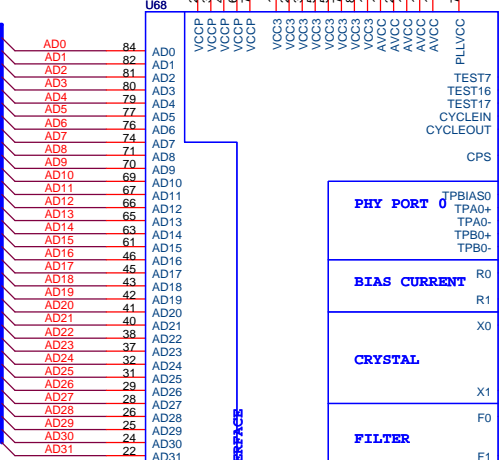 U68
VCCP
VCCP
VCCP
VCCP
VCCP
VCC3
VCC3
VCC3
VCC3
VCC3
VCC3
VCC3
VCC3
AVCC
AVCC
AVCC
AVCC
AVCC
PLLVCC
AD0 84 AD0
AD1 82 AD1
AD2 81 AD2
AD3 80 AD3
AD4 79 AD4
AD5 77 AD5
AD6 76 AD6
AD7 74 AD7
AD8 71 AD8
AD9 70 AD9
AD10 69 AD10
AD11 67 AD11
AD12 66 AD12
AD13 65 AD13
AD14 63 AD14
AD15 61 AD15
AD16 46 AD16
AD17 45 AD17
AD18 43 AD18
AD19 42 AD19
AD20 41 AD20
AD21 40 AD21
AD22 38 AD22
AD23 37 AD23
AD24 32 AD24
AD25 31 AD25
AD26 29 AD26
AD27 28 AD27
AD28 26 AD28
AD29 25 AD29
AD30 24 AD30
AD31 22 AD31
ERFACE
TEST7
TEST16
TEST17
CYCLEIN
CYCLEOUT
CPS
PHY PORT 0
TPBIAS0
TPA0+
TPA0-
TPB0+
TPB0-
BIAS CURRENT
R0
R1
CRYSTAL
X0
X1
FILTER
F0
F1